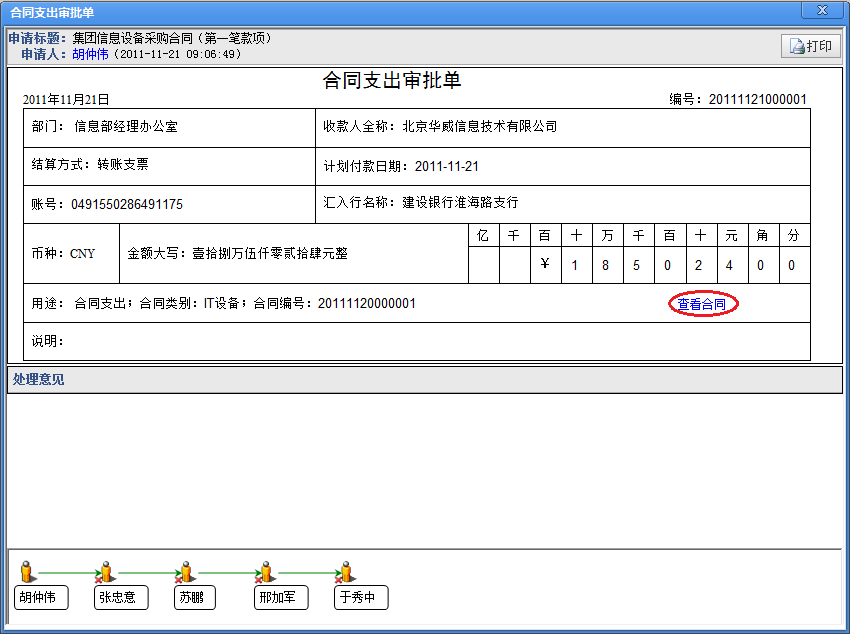 合同支出审批单
申请标题：集团信息设备采购合同（第一笔款项）
申请人：胡仲伟（2011-11-21 09:06:49）
打印
合同支出审批单
2011年11月21日 编号：20111121000001
部门：信息部经理办公室 收款人全称：北京华威信息技术有限公司
结算方式：转账支票 计划付款日期：2011-11-21
账号：0491550286491175 汇入行名称：建设银行淮海路支行
亿 千 百 十 万 千 百 十 元 角 分
币种：CNY 金额大写：壹拾捌万伍仟零贰拾肆元整
¥ 1 8 5 0 2 4 0 0
用途：合同支出；合同类别：IT设备；合同编号：20111120000001 查看合同
说明：
处理意见
胡仲伟 张忠意 苏鹏 邢加军 于秀中